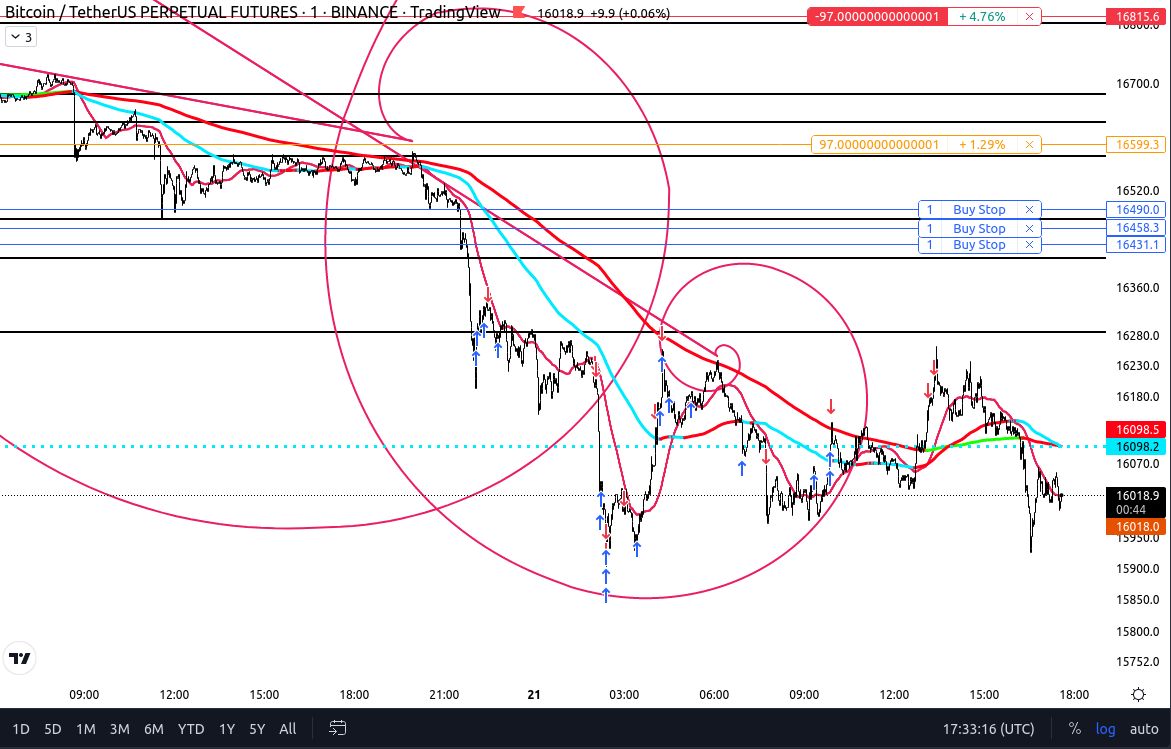 Bitcoin / TetherUS PERPETUAL FUTURES · 1 · BINANCE · TradingView 16018.9 +9.9 (+0.06%)
-97.00000000000001 + 4.76% × 16815.6
3
16800.0
16700.0
97.00000000000001 + 1.29% × 16599.3
16520.0
1 Buy Stop × 16490.0
1 Buy Stop × 16458.3
1 Buy Stop × 16431.1
16360.0
16280.0
16230.0
16180.0
16098.5
16098.2
16070.0
16018.9
00:44
16018.0
15950.0
15900.0
15850.0
15800.0
15752.0
09:00 12:00 15:00 18:00 21:00 21 03:00 06:00 09:00 12:00 15:00 18:00
1D 5D 1M 3M 6M YTD 1Y 5Y All 17:33:16 (UTC) % log auto